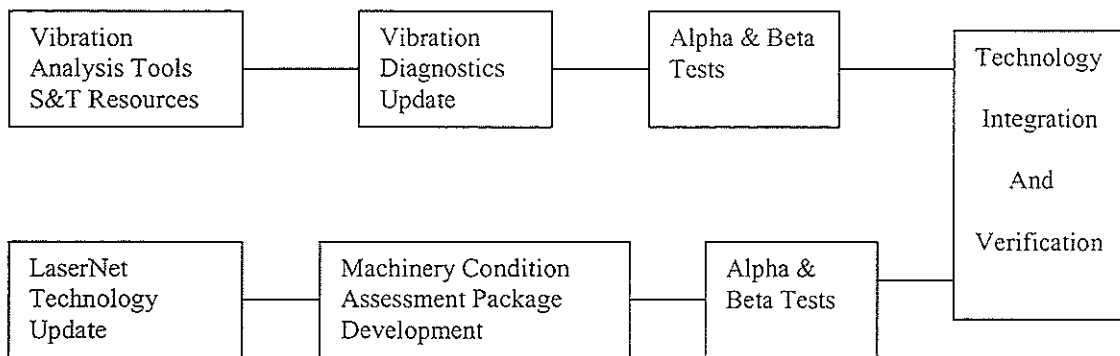 Vibration
Analysis Tools
S&T Resources
Vibration
Diagnostics
Update
Alpha & Beta
Tests
Technology
Integration
And
Verification
LaserNet
Technology
Update
Machinery Condition
Assessment Package
Development
Alpha &
Beta Tests